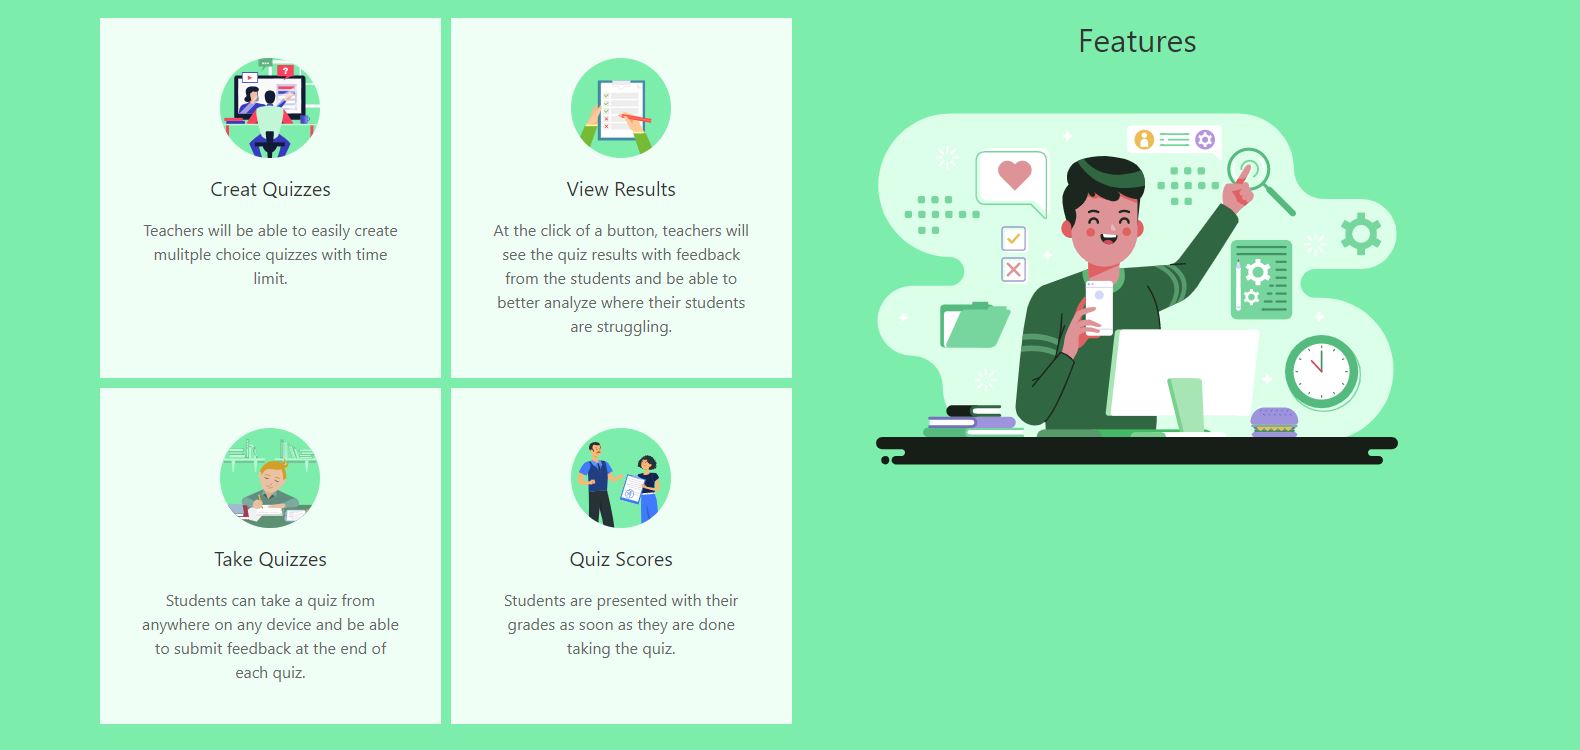 Features
Creat Quizzes
Teachers will be able to easily create
mulitple choice quizzes with time
limit.
View Results
At the click of a button, teachers will
see the quiz results with feedback
from the students and be able to
better analyze where their students
are struggling.
Take Quizzes
Students can take a quiz from
anywhere on any device and be able
to submit feedback at the end of
each quiz.
Quiz Scores
Students are presented with their
grades as soon as they are done
taking the quiz.